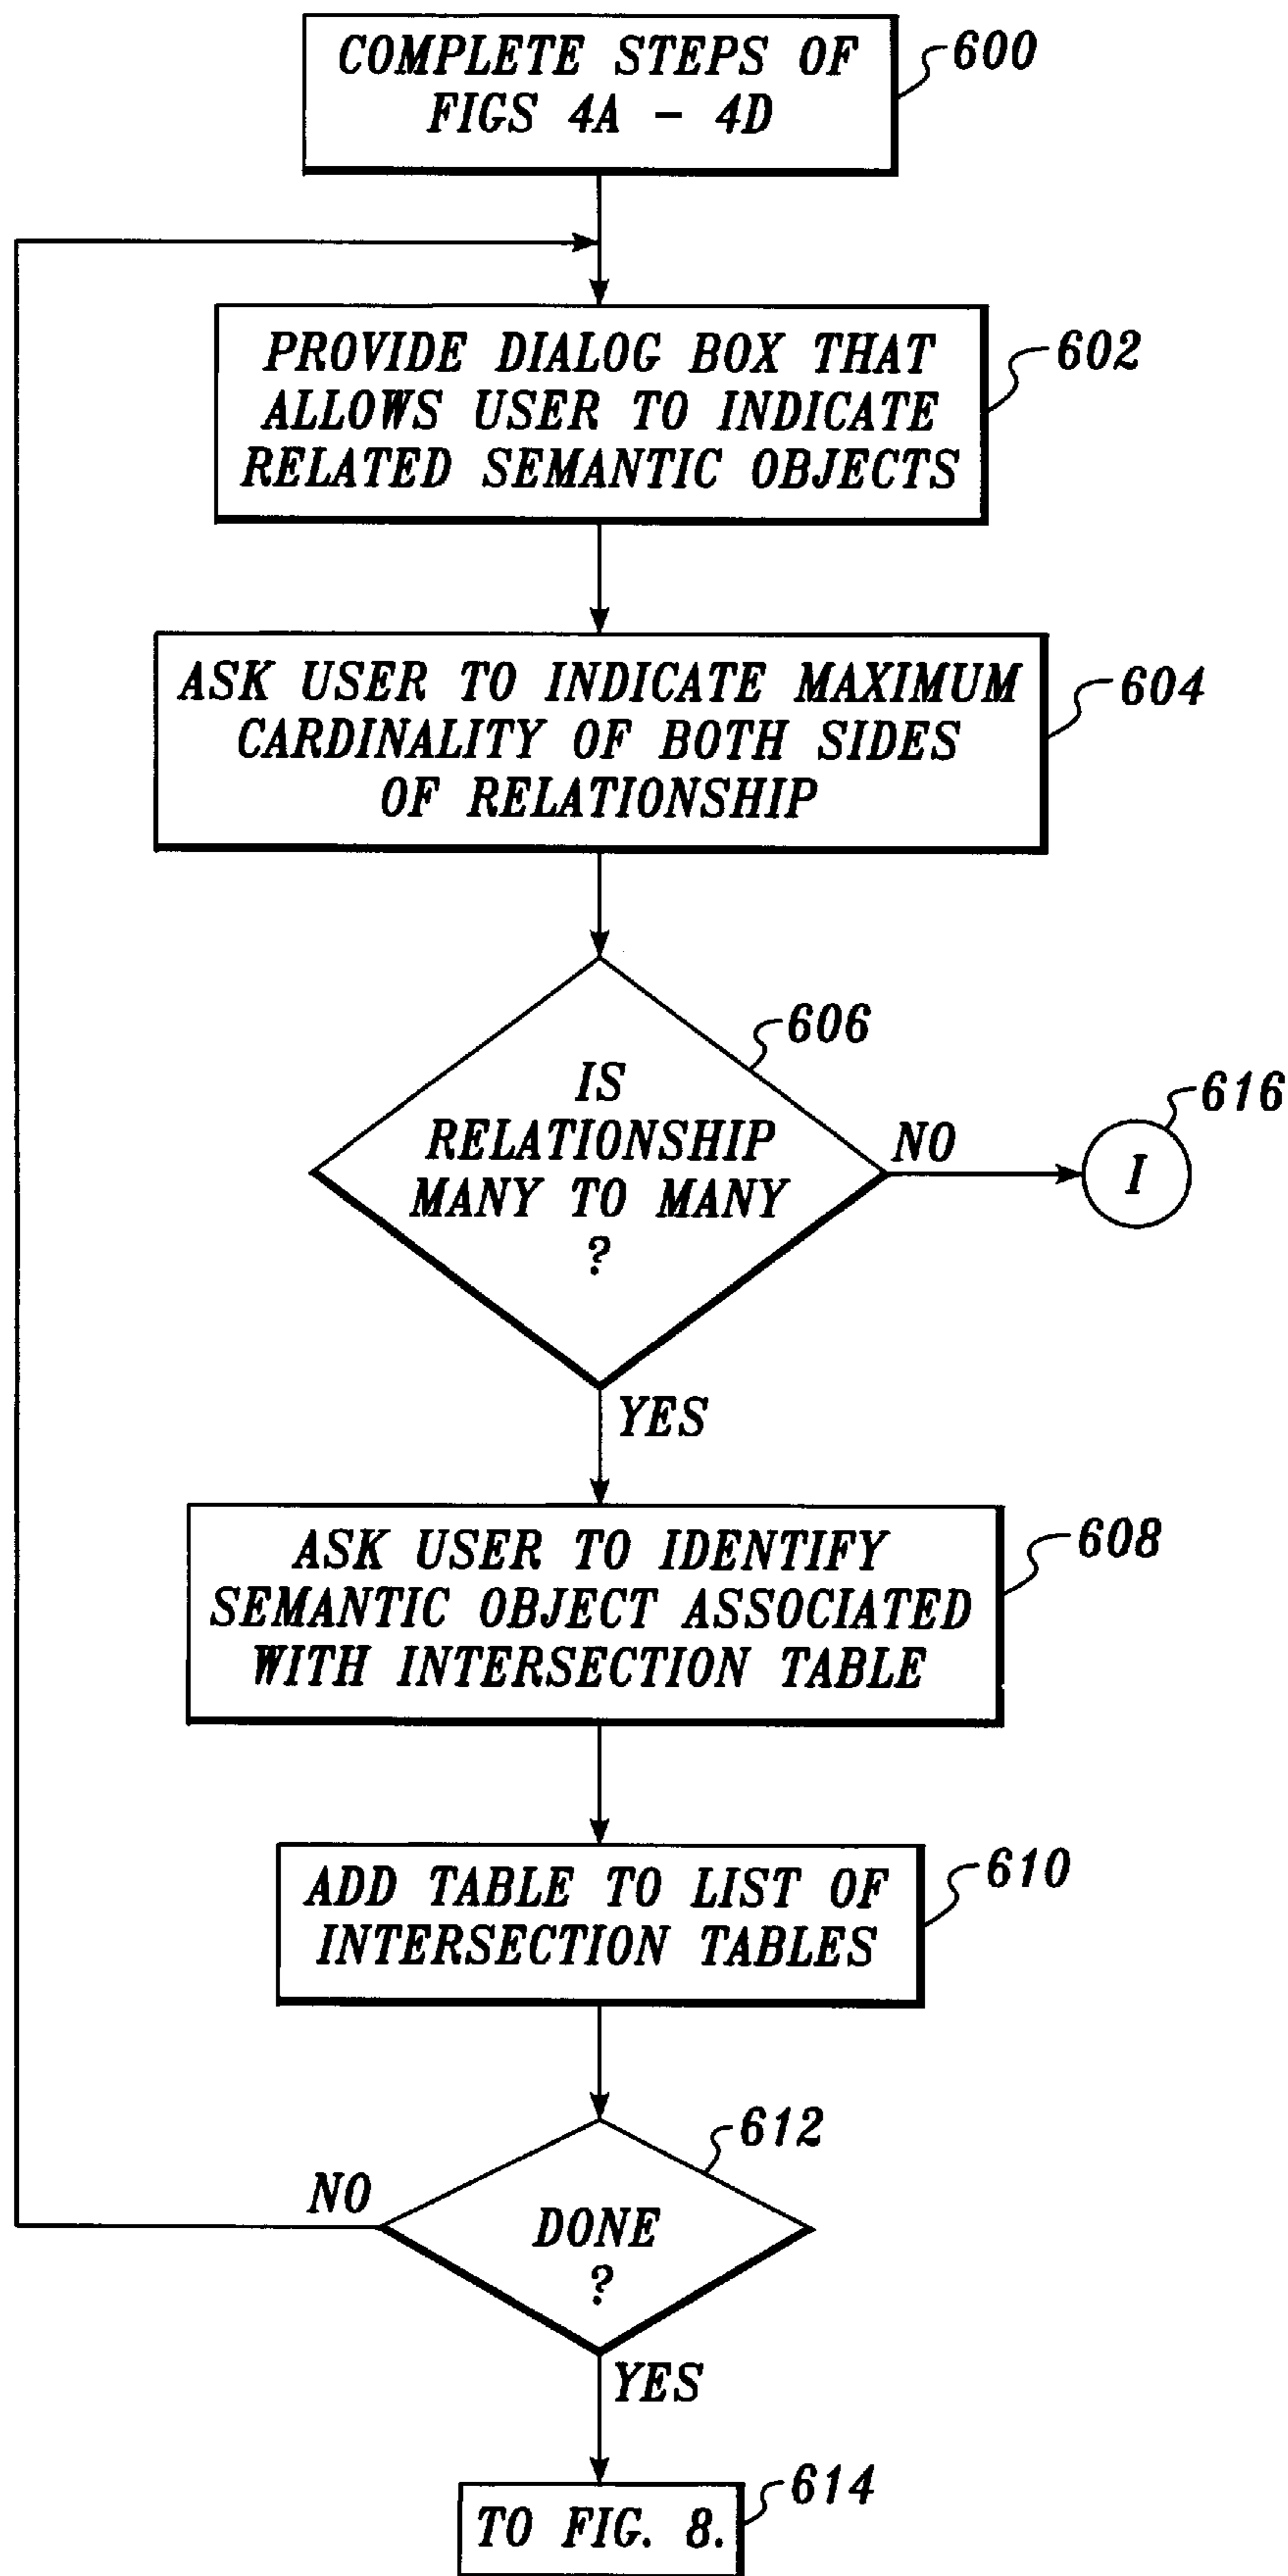 COMPLETE STEPS OF
FIGS 4A - 4D
600
PROVIDE DIALOG BOX THAT
ALLOWS USER TO INDICATE
RELATED SEMANTIC OBJECTS
602
ASK USER TO INDICATE MAXIMUM
CARDINALITY OF BOTH SIDES
OF RELATIONSHIP
604
IS
RELATIONSHIP
MANY TO MANY
?
606
NO
I
616
YES
ASK USER TO IDENTIFY
SEMANTIC OBJECT ASSOCIATED
WITH INTERSECTION TABLE
608
ADD TABLE TO LIST OF
INTERSECTION TABLES
610
DONE
?
612
NO
YES
TO FIG. 8.
614